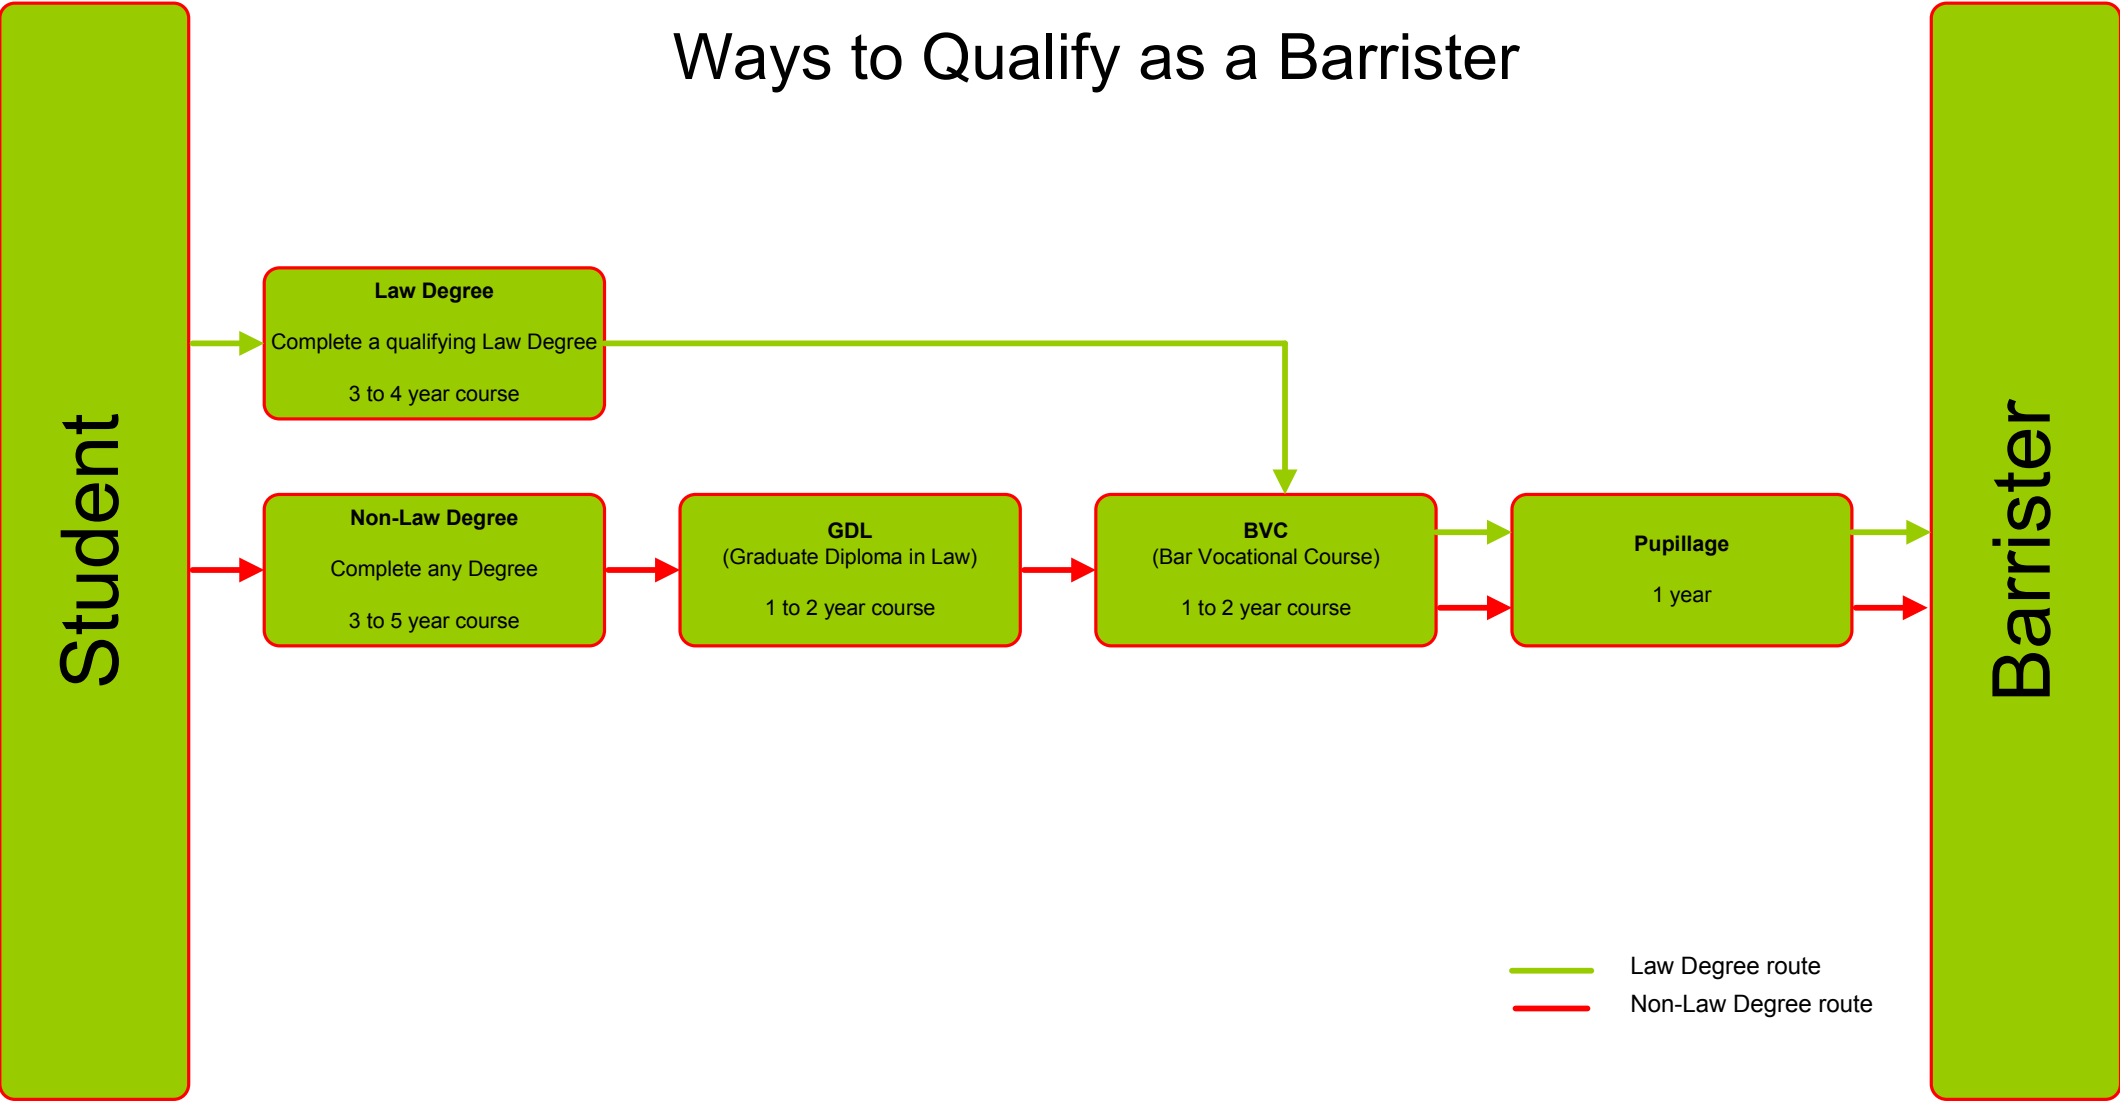 Ways to Qualify as a Barrister
Student
Law Degree
Complete a qualifying Law Degree
3 to 4 year course
Non-Law Degree
Complete any Degree
3 to 5 year course
GDL
(Graduate Diploma in Law)
1 to 2 year course
BVC
(Bar Vocational Course)
1 to 2 year course
Pupillage
1 year
Barrister
Law Degree route
Non-Law Degree route